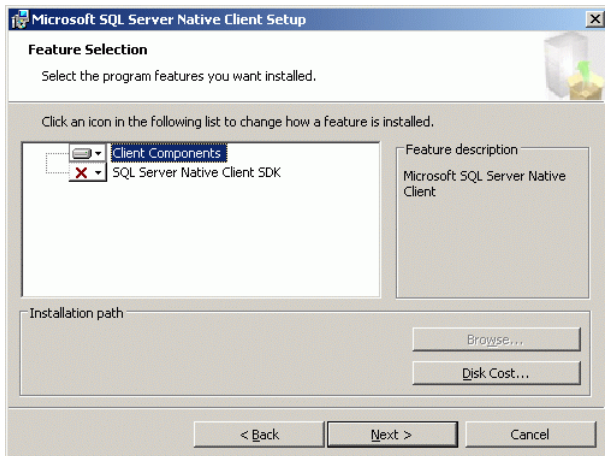 Microsoft SQL Server Native Client Setup
Feature Selection
Select the program features you want installed.
Click an icon in the following list to change how a feature is installed.
Client Components
SQL Server Native Client SDK
Feature description
Microsoft SQL Server Native
Client
Installation path
Browse...
Disk Cost...
< Back
Next >
Cancel